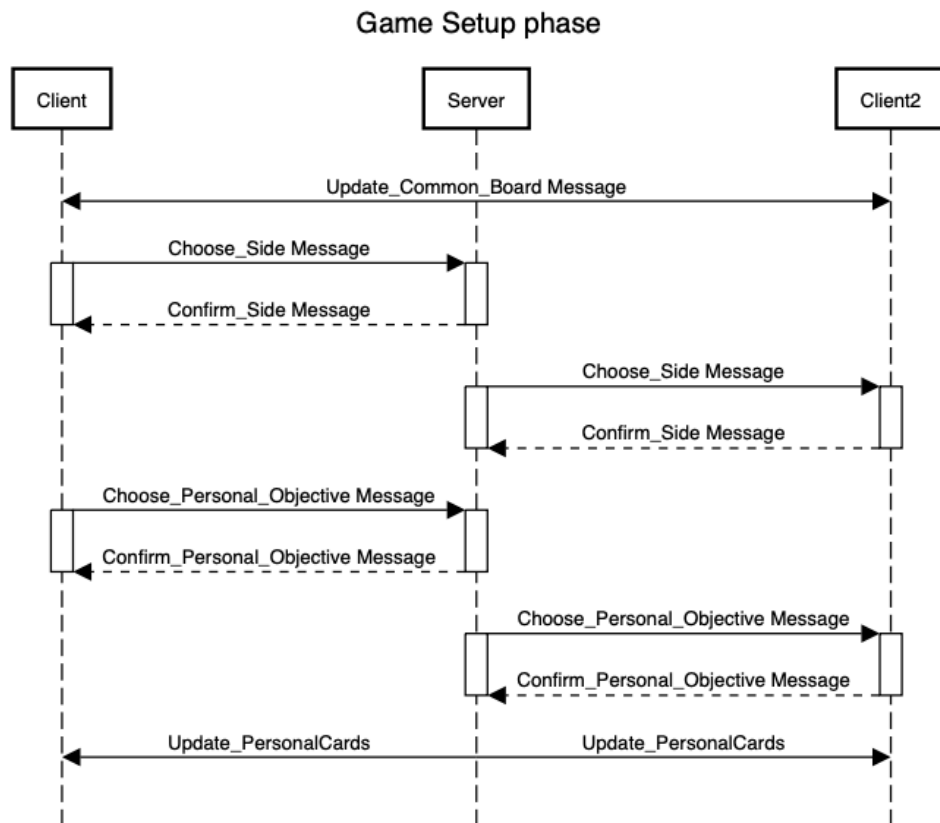 Game Setup phase
Client
Server
Client2
Update_Common_Board Message
Choose_Side Message
Confirm_Side Message
Choose_Side Message
Confirm_Side Message
Choose_Personal_Objective Message
Confirm_Personal_Objective Message
Choose_Personal_Objective Message
Confirm_Personal_Objective Message
Update_PersonalCards
Update_PersonalCards